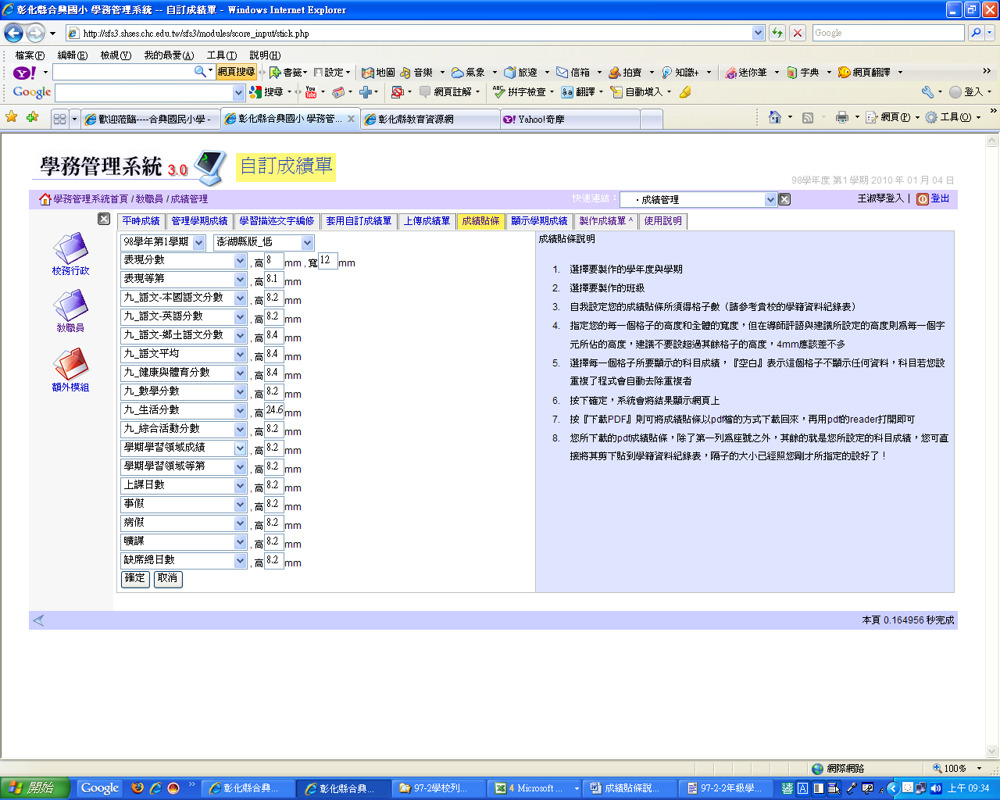 彰化縣合興國小 學務管理系統 -- 自訂成績單 - Windows Internet Explorer
http://sfs3.shses.chc.edu.tw/sfs3/modules/score_input/stick.php
Google
檔案(F) 編輯(E) 檢視(V) 我的最愛(A) 工具(T) 說明(H)
Y! 網頁搜尋 書籤 設定 地圖 音樂 氣象 旅遊 信箱 拍賣 知識+ 迷你筆 字典 網頁翻譯
Google 搜尋 網頁註解 拼字檢查 翻譯 自動填入 登入
歡迎蒞臨----合興國民小學 - 彰化縣合興國小 學務管... 彰化縣教育資源網 Yahoo!奇摩 網頁(P) 工具(O)
學務管理系統 3.0 自訂成績單
98學年度 第1學期 2010 年 01 月 04 日
學務管理系統首頁 / 教職員 / 成績管理 快速連結： ・成績管理 王淑琴登入 | 登出
平時成績 管理學期成績 學習描述文字編修 套用自訂成績單 上傳成績單 成績貼條 顯示學期成績 製作成績單 ^ 使用說明
校務行政
教職員
額外模組
98學年第1學期 澎湖縣版_低
表現分數 , 高 8 mm , 寬 12 mm
表現等第 , 高 8.1 mm
九_語文-本國語文分數 , 高 8.2 mm
九_語文-英語分數 , 高 8.2 mm
九_語文-鄉土語文分數 , 高 8.4 mm
九_語文平均 , 高 8.4 mm
九_健康與體育分數 , 高 8.4 mm
九_數學分數 , 高 8.2 mm
九_生活分數 , 高 24.6 mm
九_綜合活動分數 , 高 8.2 mm
學期學習領域成績 , 高 8.2 mm
學期學習領域等第 , 高 8.2 mm
上課日數 , 高 8.2 mm
事假 , 高 8.2 mm
病假 , 高 8.2 mm
曠課 , 高 8.2 mm
缺席總日數 , 高 8.2 mm
確定 取消
成績貼條說明
1. 選擇要製作的學年度與學期
2. 選擇要製作的班級
3. 自我設定您的成績貼條所須得格子數（請參考貴校的學籍資料紀錄表）
4. 指定您的每一個格子的高度和全體的寬度，但在導師評語與建議所設定的高度則為每一個字
元所佔的高度，建議不要設超過其餘格子的高度，4mm應該差不多
5. 選擇每一個格子所要顯示的科目成績，『空白』表示這個格子不顯示任何資料，科目若您設
重複了程式會自動去除重複者
6. 按下確定，系統會將結果顯示網頁上
7. 按『下載PDF』則可將成績貼條以pdf檔的方式下載回來，再用pdf的reader打開即可
8. 您所下載的pdf成績貼條，除了第一列為座號之外，其餘的就是您所設定的科目成績，您可直
接將其剪下貼到學籍資料紀錄表，隔子的大小已經照您剛才所指定的設好了！
本頁 0.164956 秒完成
網際網路 100%
開始 Google 彰化縣合興... 彰化縣合興... 97-2學校列... 4 Microsoft ... 成績貼條說... 97-2-2年級學... 上午 09:34